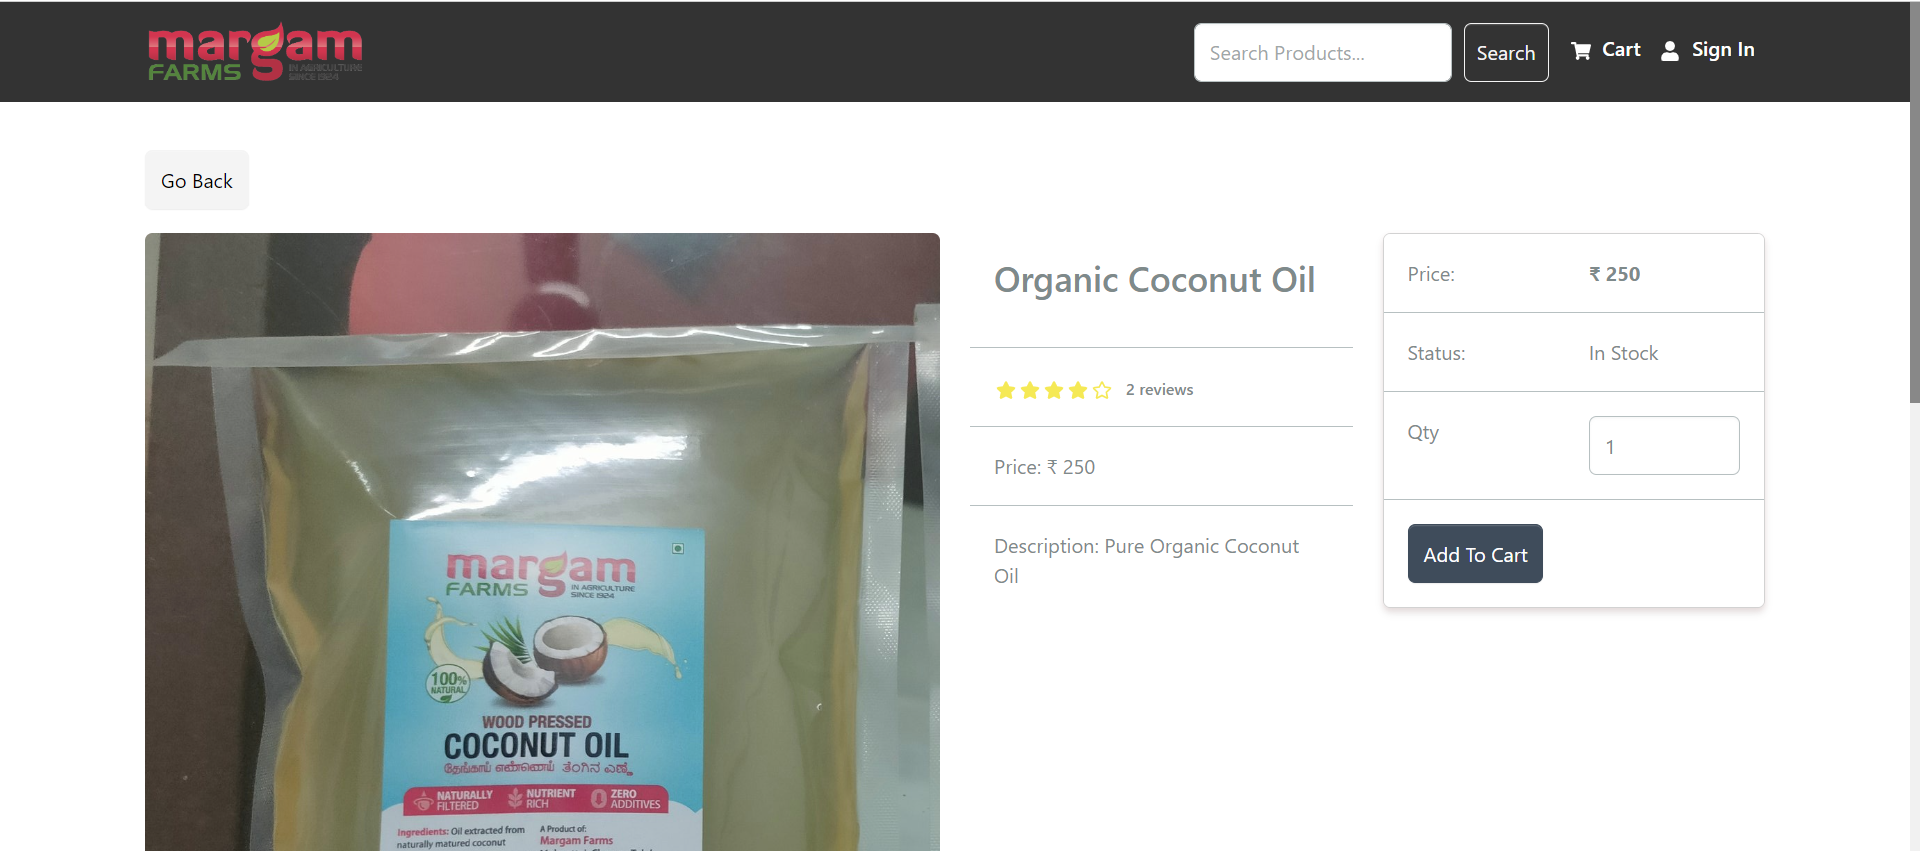 margam
FARMS
IN AGRICULTURE
SINCE 1924
Search Products...
Search
Cart
Sign In
Go Back
Organic Coconut Oil
2 reviews
Price: ₹ 250
Description: Pure Organic Coconut
Oil
Price:
₹ 250
Status:
In Stock
Qty
1
Add To Cart
margam
FARMS
IN AGRICULTURE
SINCE 1924
100%
NATURAL
WOOD PRESSED
COCONUT OIL
தேங்காய் எண்ணெய் ತೆಂಗಿನ ಎಣ್ಣೆ
NATURALLY
FILTERED
NUTRIENT
RICH
ZERO
ADDITIVES
Ingredients: Oil extracted from
naturally matured coconut
A Product of:
Margam Farms